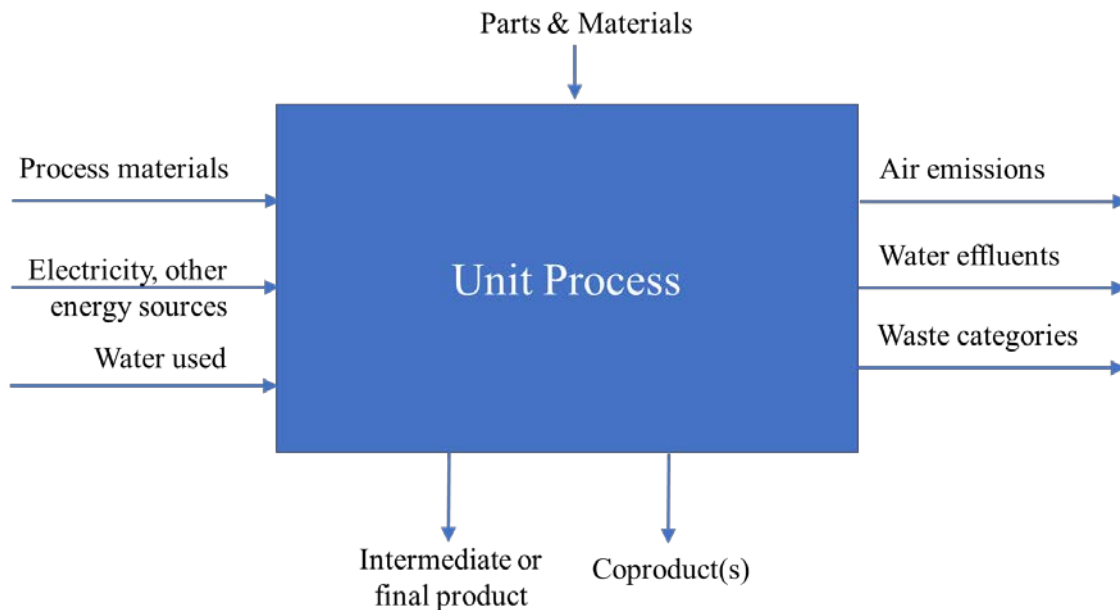 Parts & Materials
Process materials
Air emissions
Electricity, other
energy sources
Unit Process
Water effluents
Water used
Waste categories
Intermediate or
final product
Coproduct(s)